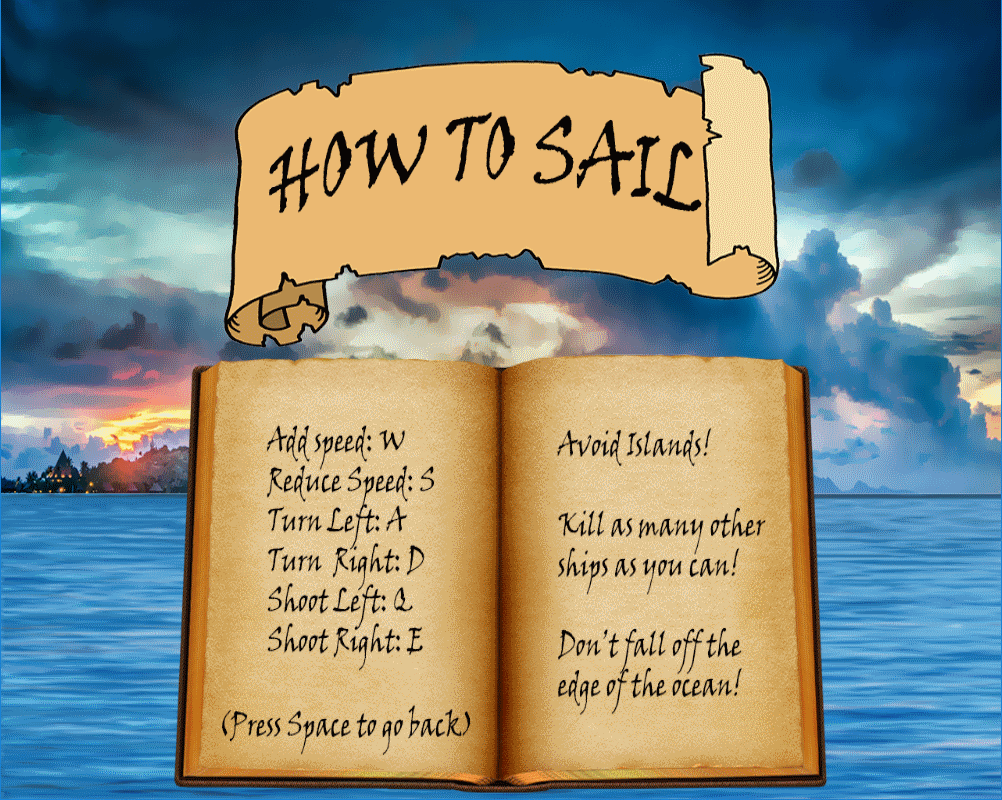 HOW TO SAIL
Add speed: W
Reduce Speed: S
Turn Left: A
Turn Right: D
Shoot Left: Q
Shoot Right: E
(Press Space to go back)
Avoid Islands!
Kill as many other
ships as you can!
Don't fall off the
edge of the ocean!